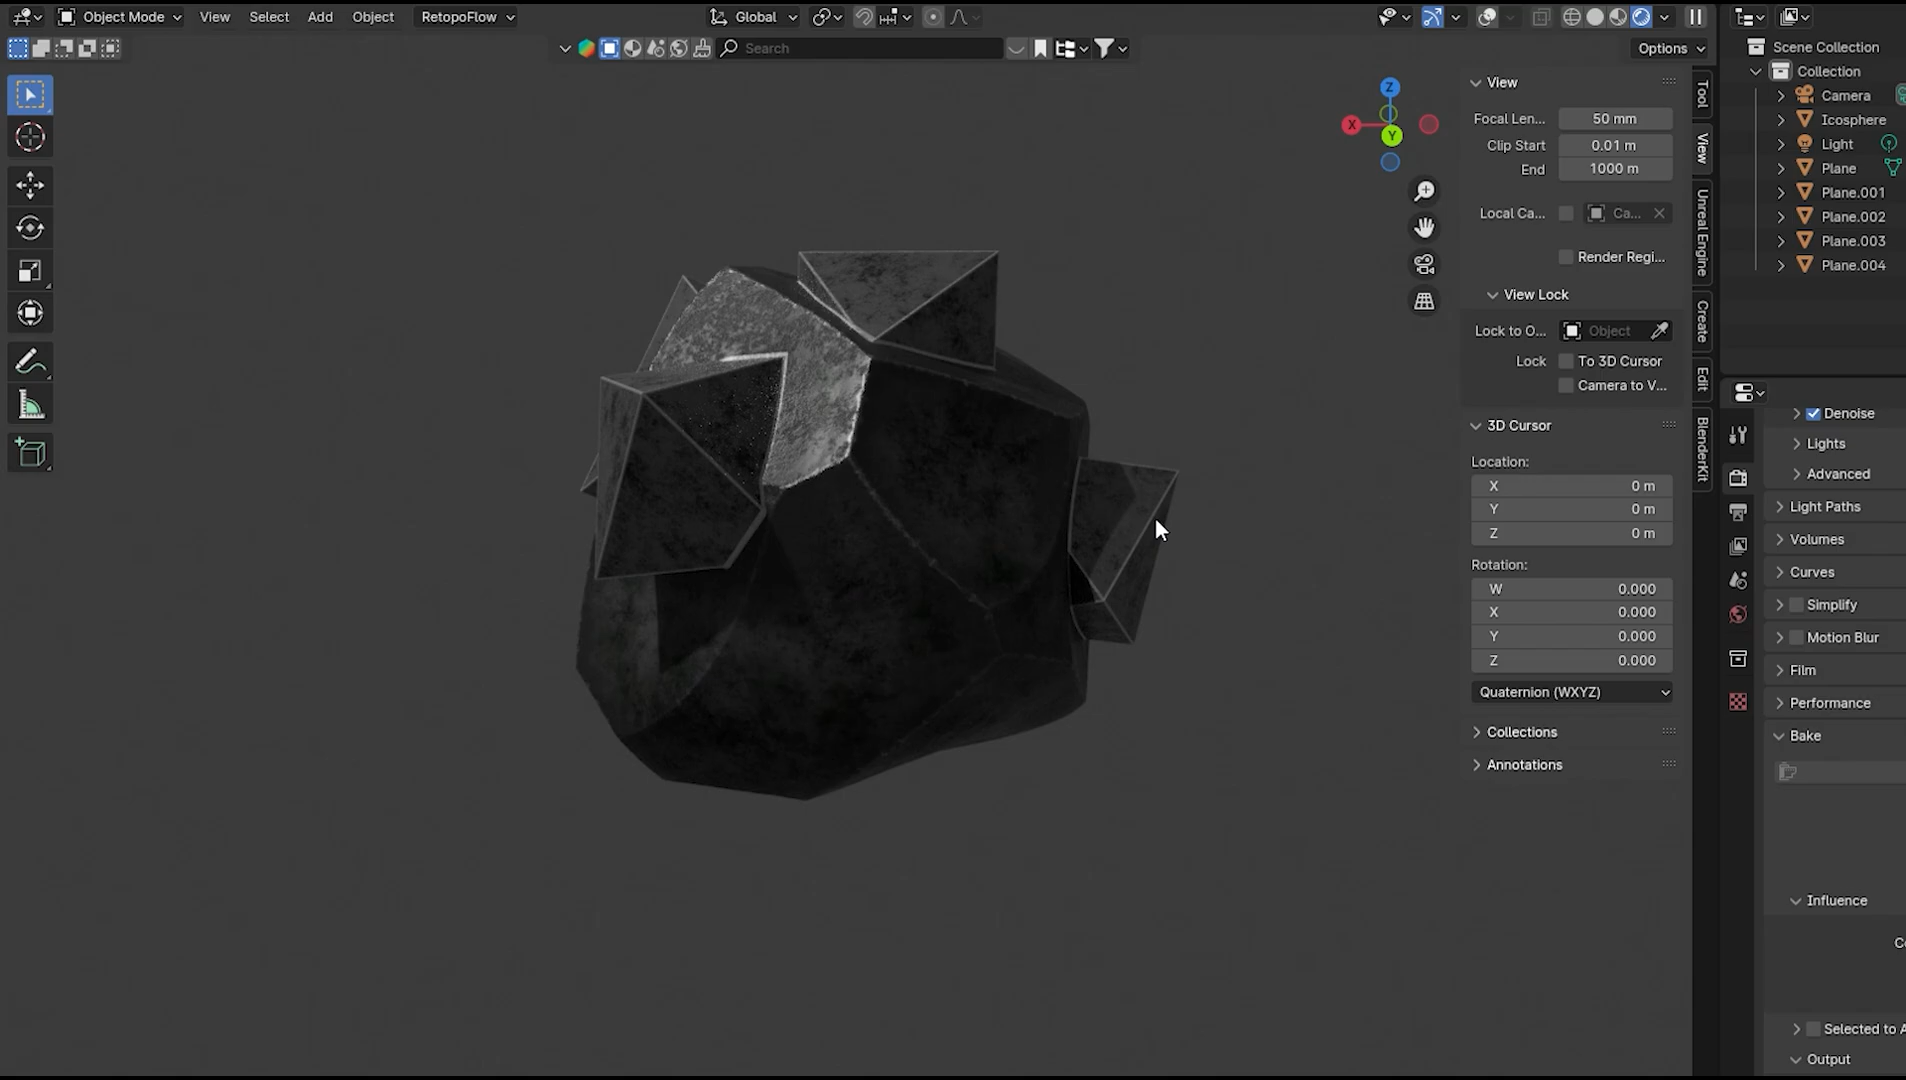 Object Mode View Select Add Object RetopoFlow Global
Search
Options
Z
X
Y
View
Focal Len... 50 mm
Clip Start 0.01 m
End 1000 m
Local Ca... Ca...
Render Regi...
View Lock
Lock to O... Object
Lock To 3D Cursor
Camera to V...
3D Cursor
Location:
X 0 m
Y 0 m
Z 0 m
Rotation:
W 0.000
X 0.000
Y 0.000
Z 0.000
Quaternion (WXYZ)
Collections
Annotations
Tool
View
Unreal Engine
Create
Edit
BlenderKit
Scene Collection
Collection
Camera
Icosphere
Light
Plane
Plane.001
Plane.002
Plane.003
Plane.004
Denoise
Lights
Advanced
Light Paths
Volumes
Curves
Simplify
Motion Blur
Film
Performance
Bake
Influence
Selected to A
Output